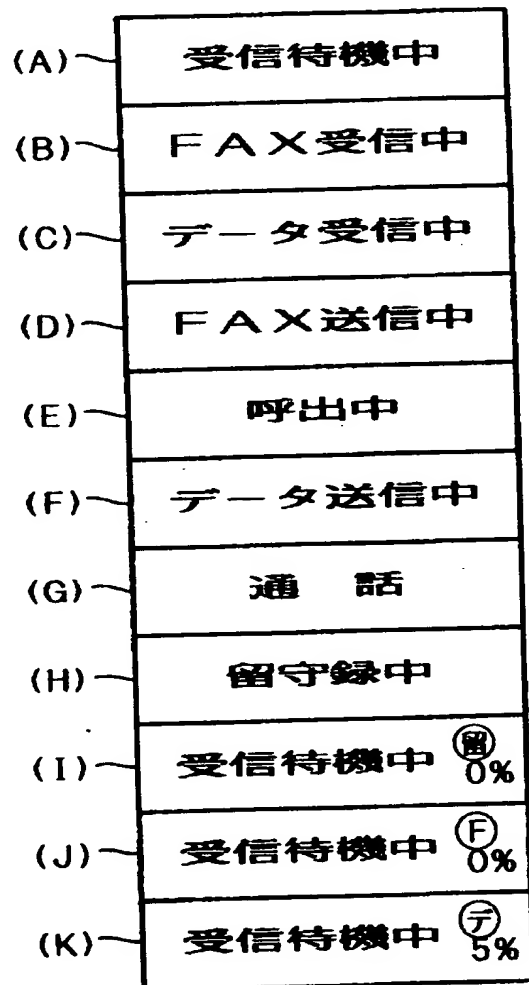 (A) 受信待機中
(B) FAX受信中
(C) データ受信中
(D) FAX送信中
(E) 呼出中
(F) データ送信中
(G) 通 話
(H) 留守録中
(I) 受信待機中 留 0%
(J) 受信待機中 F 0%
(K) 受信待機中 デ 5%